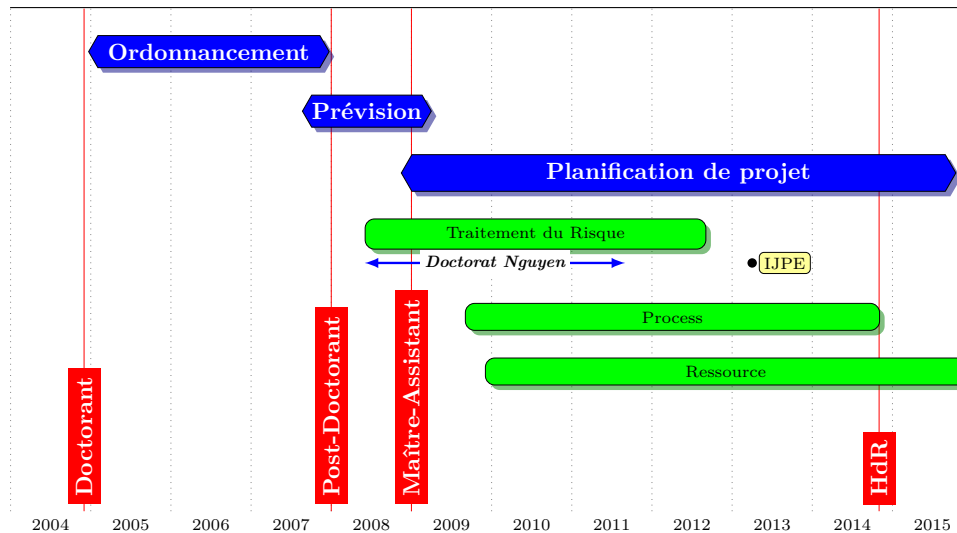 Ordonnancement
Prévision
Planification de projet
Traitement du Risque
Doctorat Nguyen
IJPE
Process
Ressource
Doctorant
Post-Doctorant
Maître-Assistant
HdR
2004 2005 2006 2007 2008 2009 2010 2011 2012 2013 2014 2015